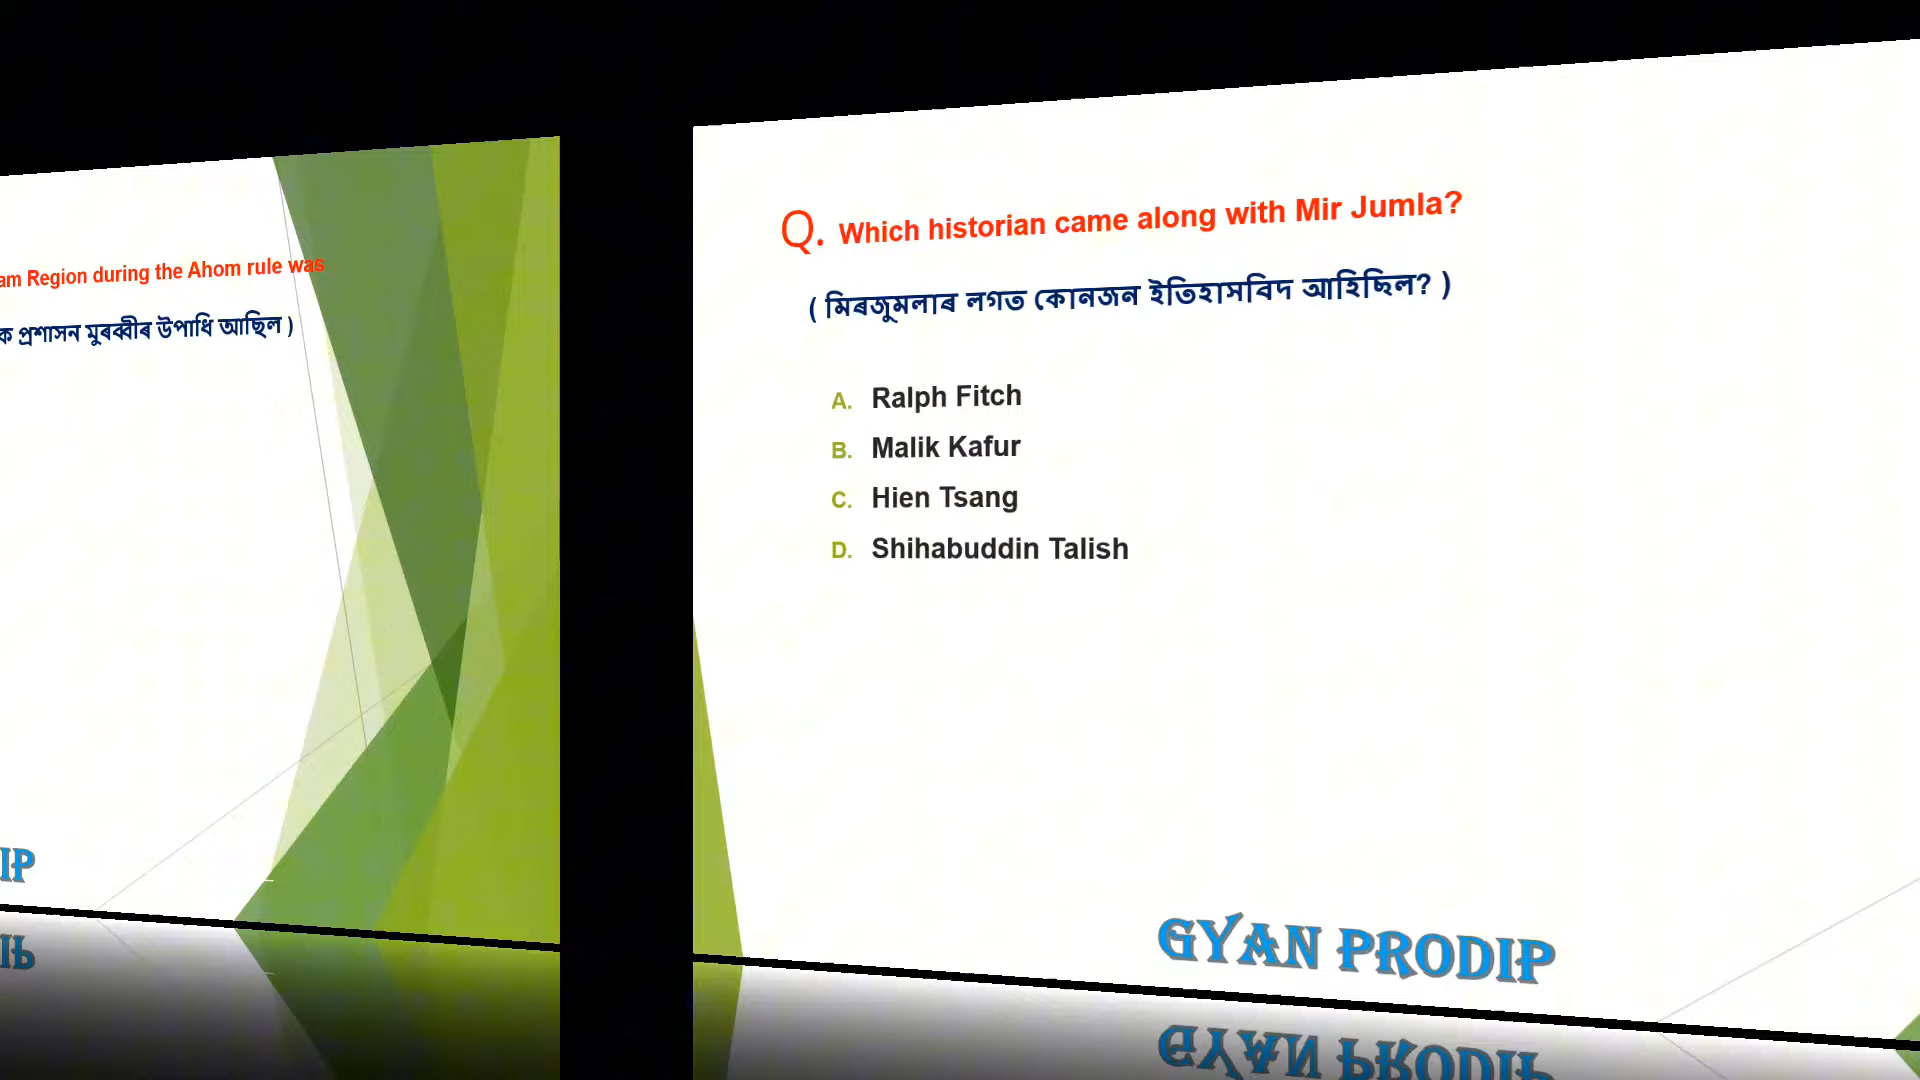 am Region during the Ahom rule was
ক প্ৰশাসন মুৰব্বীৰ উপাধি আছিল )
IP
Q. Which historian came along with Mir Jumla?
( মিৰজুমলাৰ লগত কোনজন ইতিহাসবিদ আহিছিল? )
A. Ralph Fitch
B. Malik Kafur
C. Hien Tsang
D. Shihabuddin Talish
GYAN PRODIP